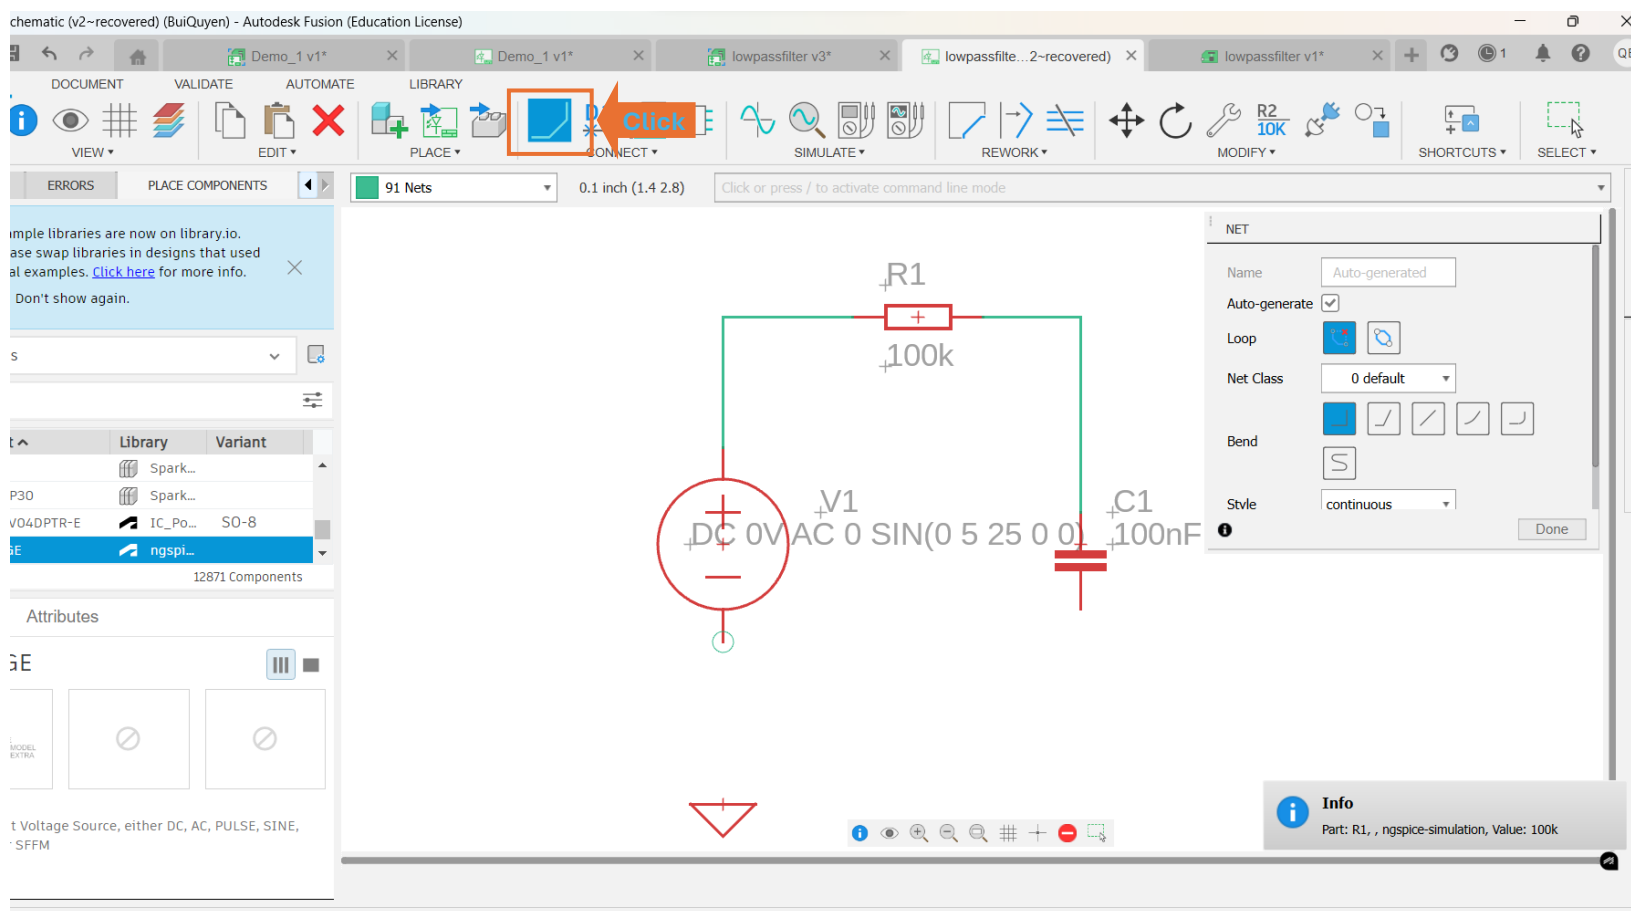 chematic (v2~recovered) (BuiQuyen) - Autodesk Fusion (Education License)
Demo_1 v1*
Demo_1 v1*
lowpassfilter v3*
lowpassfilte...2~recovered)
lowpassfilter v1*
1
DOCUMENT
VALIDATE
AUTOMATE
LIBRARY
Click
R2
10K
VIEW
EDIT
PLACE
CONNECT
SIMULATE
REWORK
MODIFY
SHORTCUTS
SELECT
ERRORS
PLACE COMPONENTS
91 Nets
0.1 inch (1.4 2.8)
Click or press / to activate command line mode
mple libraries are now on library.io.
ase swap libraries in designs that used
al examples. Click here for more info.
Don't show again.
s
t
Library
Variant
Spark...
P30
Spark...
V04DPTR-E
IC_Po...
SO-8
GE
ngspi...
12871 Components
Attributes
GE
MODEL
EXTRA
t Voltage Source, either DC, AC, PULSE, SINE,
SFFM
R1
100k
V1
DC 0V AC 0 SIN(0 5 25 0 0)
C1
100nF
NET
Name
Auto-generated
Auto-generate
Loop
Net Class
0 default
Bend
Style
continuous
Done
Info
Part: R1, , ngspice-simulation, Value: 100k